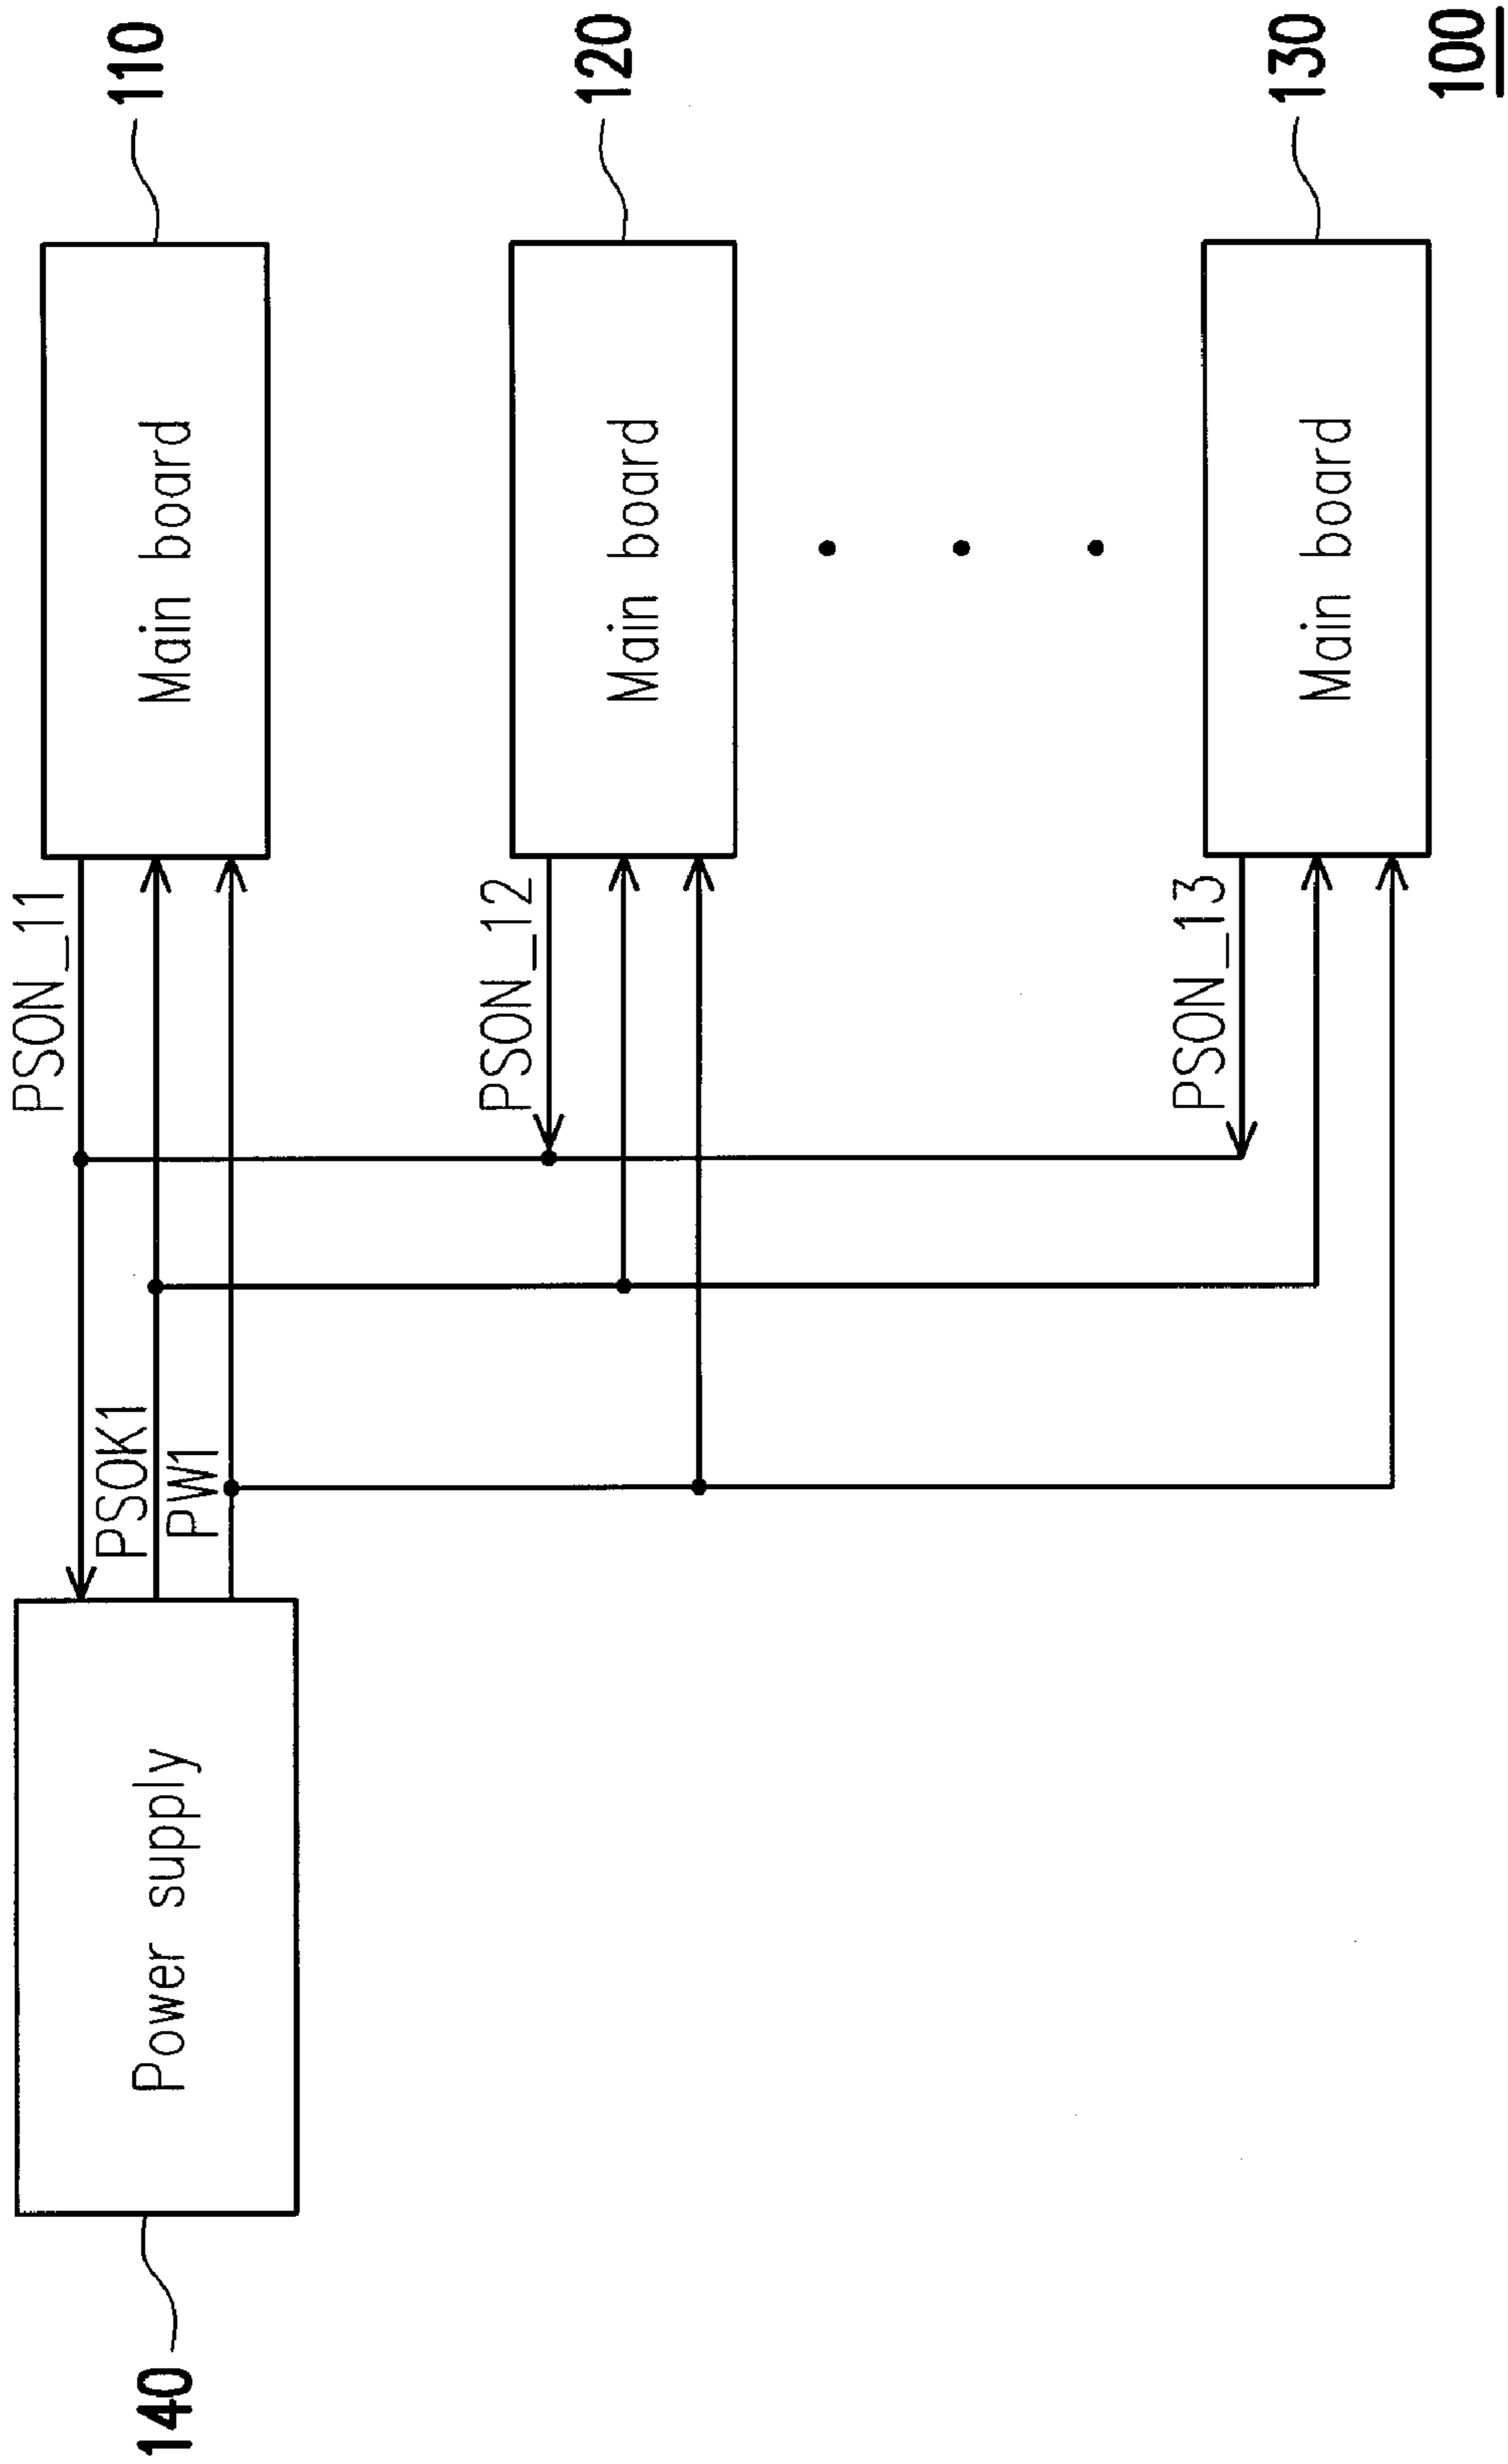 140
Power supply
PSOK1
PW1
PSON_11
Main board
110
PSON_12
Main board
120
PSON_13
Main board
130
100